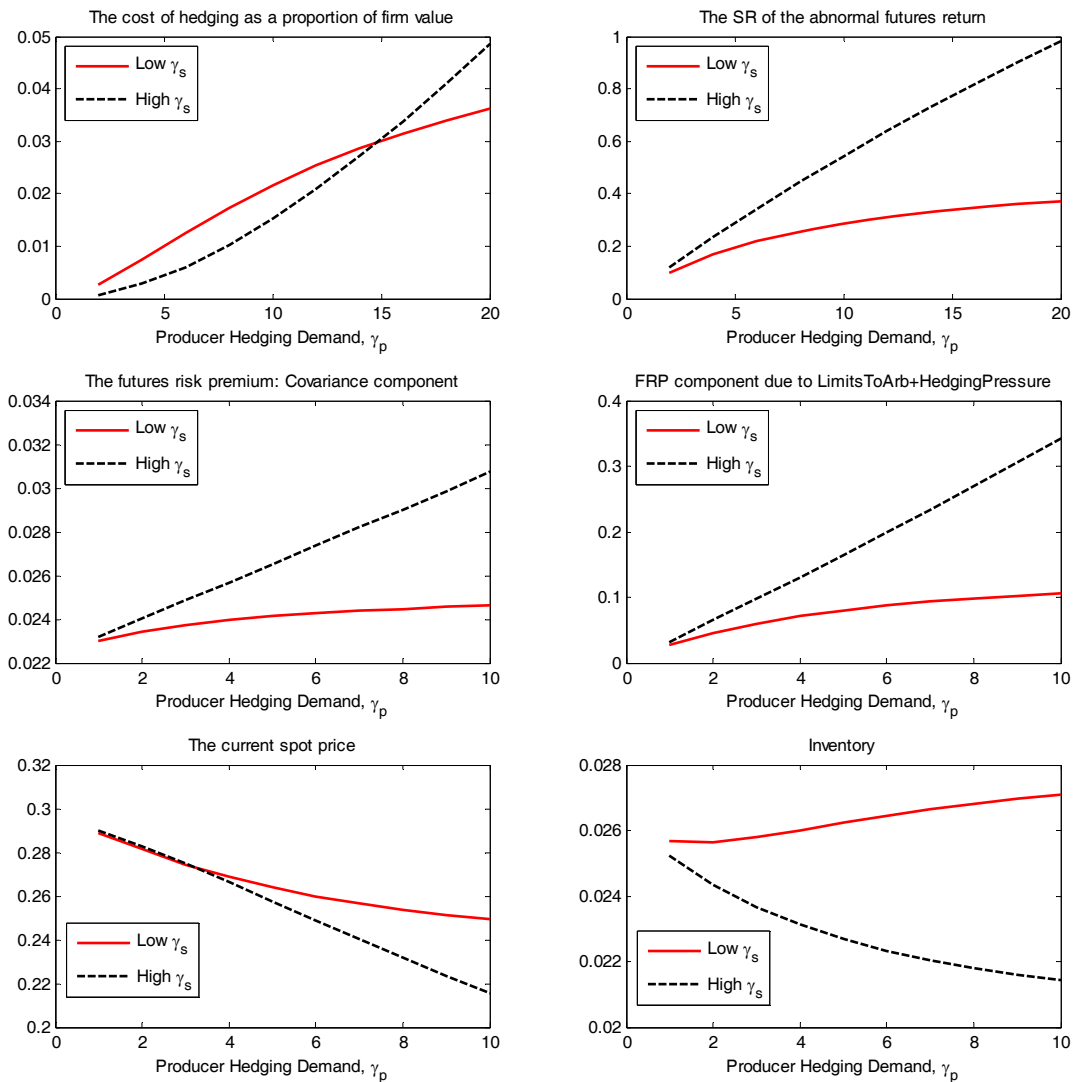 The cost of hedging as a proportion of firm value
0.05
0.04
0.03
0.02
0.01
0
0 5 10 15 20
Low γs
High γs
Producer Hedging Demand, γp
The SR of the abnormal futures return
1
0.8
0.6
0.4
0.2
0
0 5 10 15 20
Low γs
High γs
Producer Hedging Demand, γp
The futures risk premium: Covariance component
0.034
0.032
0.03
0.028
0.026
0.024
0.022
0 2 4 6 8 10
Low γs
High γs
Producer Hedging Demand, γp
FRP component due to LimitsToArb+HedgingPressure
0.4
0.3
0.2
0.1
0
0 2 4 6 8 10
Low γs
High γs
Producer Hedging Demand, γp
The current spot price
0.32
0.3
0.28
0.26
0.24
0.22
0.2
0 2 4 6 8 10
Low γs
High γs
Producer Hedging Demand, γp
Inventory
0.028
0.026
0.024
0.022
0.02
0 2 4 6 8 10
Low γs
High γs
Producer Hedging Demand, γp